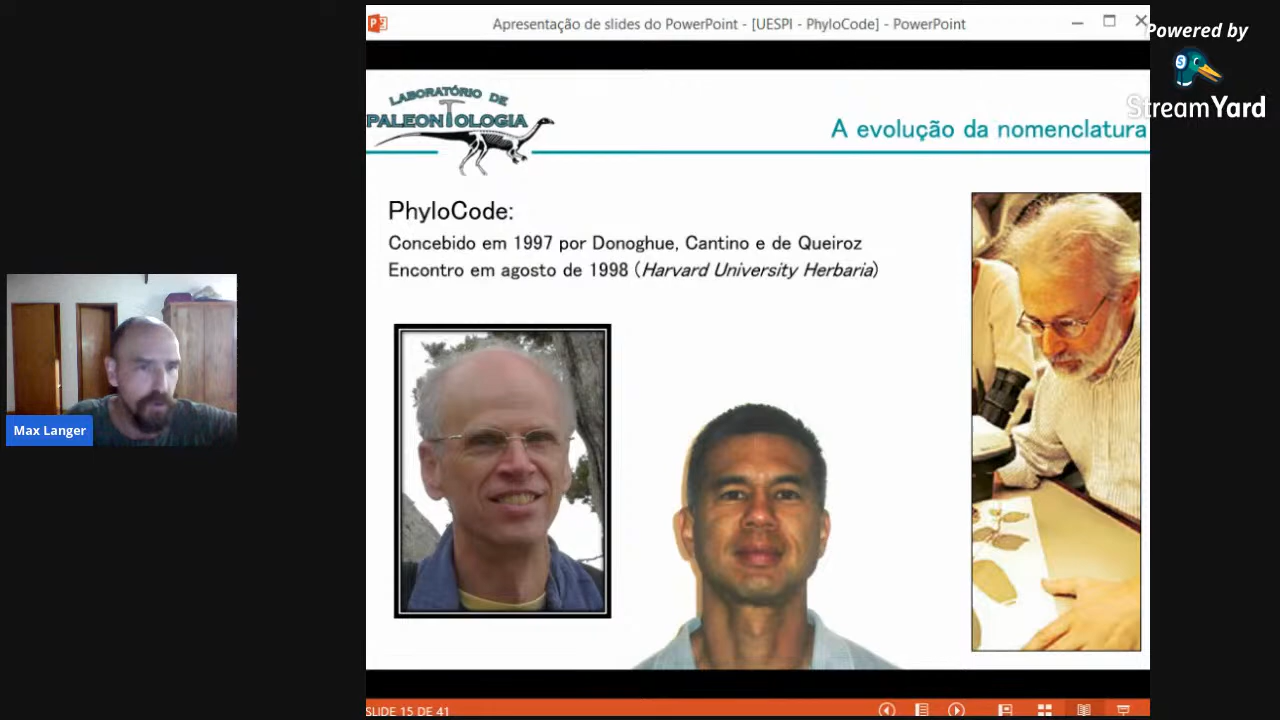 Apresentação de slides do PowerPoint - [UESPI - PhyloCode] - PowerPoint
Powered by
StreamYard
LABORATÓRIO DE
PALEONTOLOGIA
A evolução da nomenclatura
PhyloCode:
Concebido em 1997 por Donoghue, Cantino e de Queiroz
Encontro em agosto de 1998 (Harvard University Herbaria)
Max Langer
SLIDE 15 DE 41